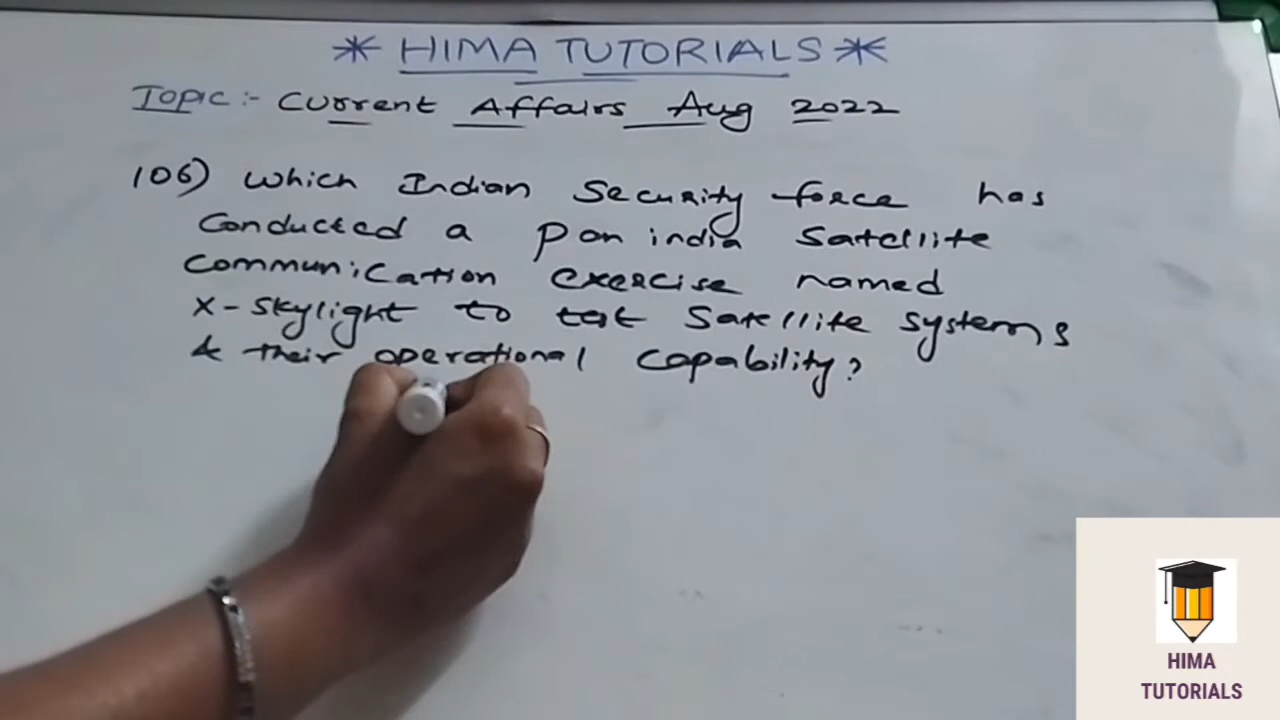 * HIMA TUTORIALS *
Topic:- Current Affairs Aug 2022
106) Which Indian Security force has
Conducted a pan india Satellite
Communication exercise named
X-Skylight to test Satellite Systems
& their operational Capability?
HIMA
TUTORIALS